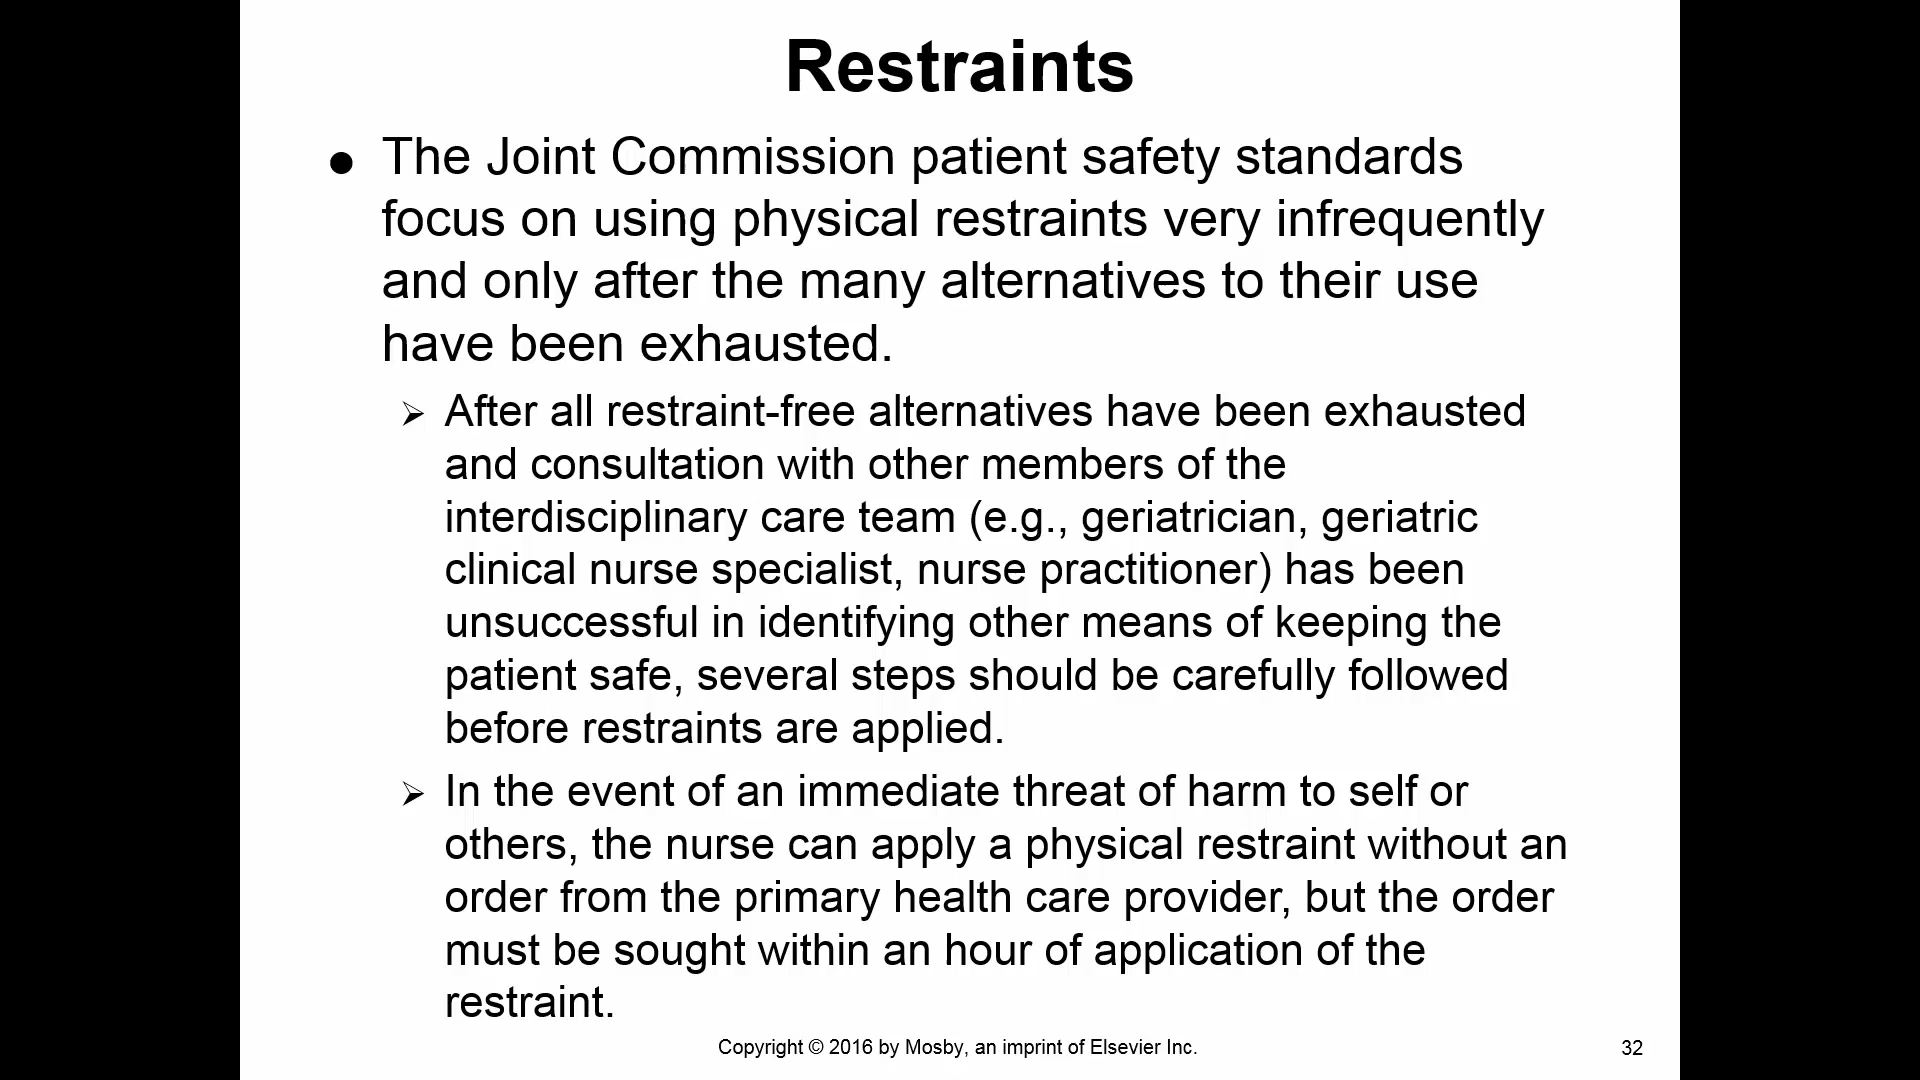 Restraints
● The Joint Commission patient safety standards
focus on using physical restraints very infrequently
and only after the many alternatives to their use
have been exhausted.
➢ After all restraint-free alternatives have been exhausted
and consultation with other members of the
interdisciplinary care team (e.g., geriatrician, geriatric
clinical nurse specialist, nurse practitioner) has been
unsuccessful in identifying other means of keeping the
patient safe, several steps should be carefully followed
before restraints are applied.
➢ In the event of an immediate threat of harm to self or
others, the nurse can apply a physical restraint without an
order from the primary health care provider, but the order
must be sought within an hour of application of the
restraint.
Copyright © 2016 by Mosby, an imprint of Elsevier Inc.
32